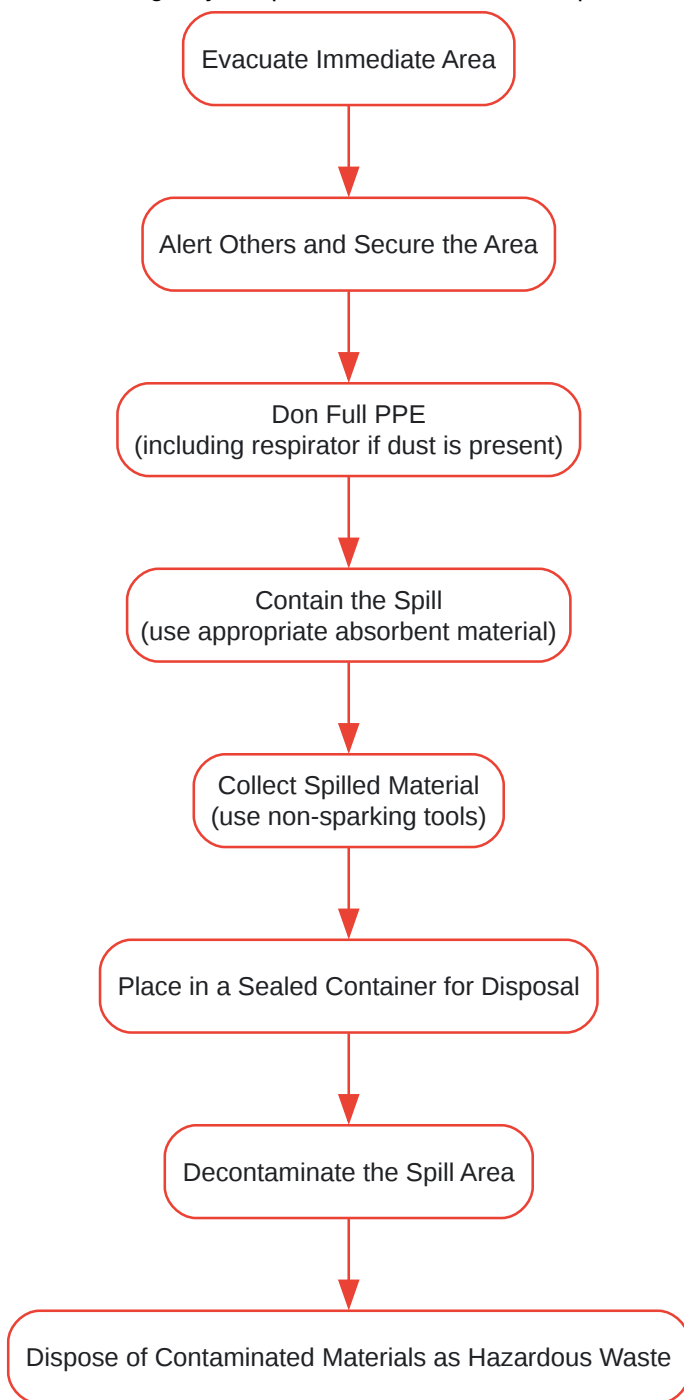 Evacuate Immediate Area
Alert Others and Secure the Area
Don Full PPE
(including respirator if dust is present)
Contain the Spill
(use appropriate absorbent material)
Collect Spilled Material
(use non-sparking tools)
Place in a Sealed Container for Disposal
Decontaminate the Spill Area
Dispose of Contaminated Materials as Hazardous Waste